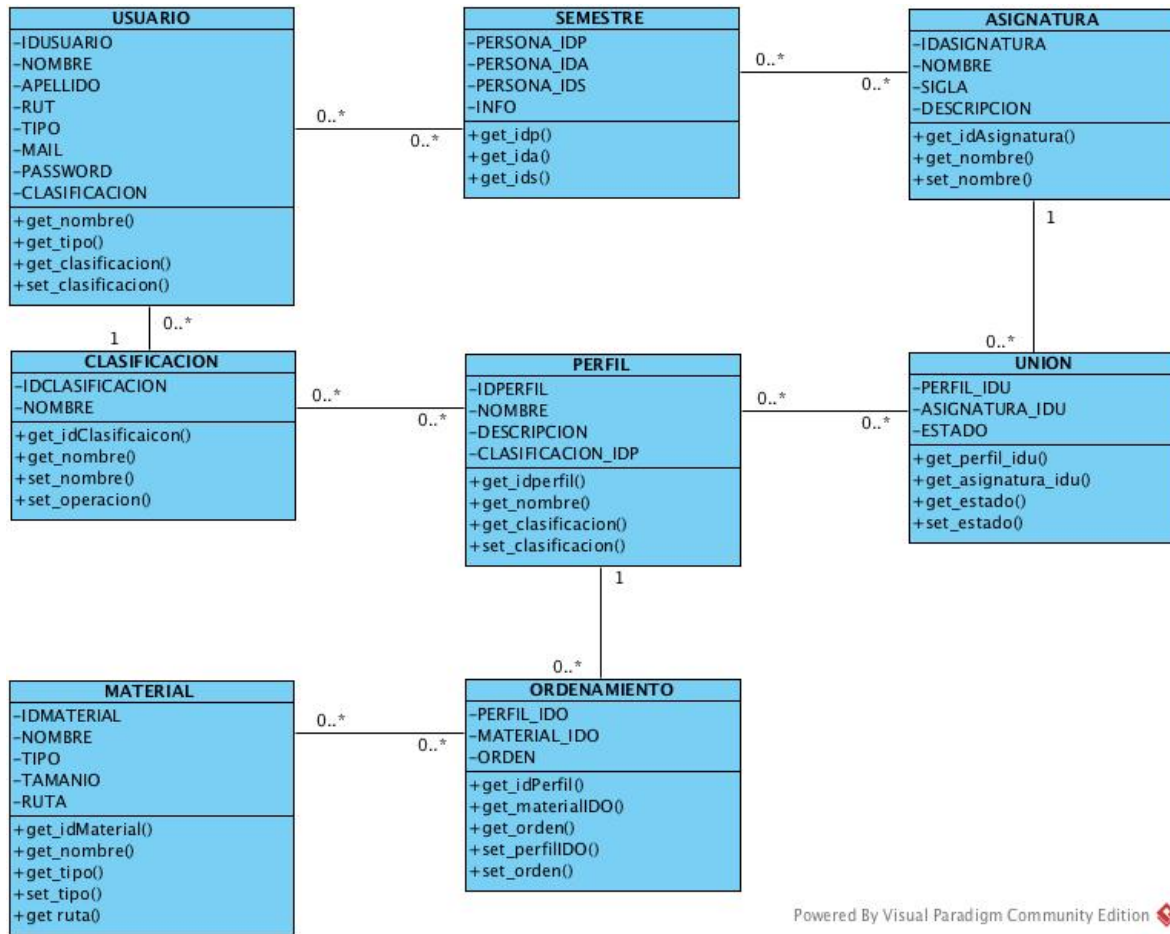 USUARIO
-IDUSUARIO
-NOMBRE
-APELLIDO
-RUT
-TIPO
-MAIL
-PASSWORD
-CLASIFICACION
+get_nombre()
+get_tipo()
+get_clasificacion()
+set_clasificacion()
0..*
0..*
SEMESTRE
-PERSONA_IDP
-PERSONA_IDA
-PERSONA_IDS
-INFO
+get_idp()
+get_ida()
+get_ids()
0..*
0..*
ASIGNATURA
-IDASIGNATURA
-NOMBRE
-SIGLA
-DESCRIPCION
+get_idAsignatura()
+get_nombre()
+set_nombre()
1
0..*
0..*
1
CLASIFICACION
-IDCLASIFICACION
-NOMBRE
+get_idClasificaicon()
+get_nombre()
+set_nombre()
+set_operacion()
0..*
0..*
PERFIL
-IDPERFIL
-NOMBRE
-DESCRIPCION
-CLASIFICACION_IDP
+get_idperfil()
+get_nombre()
+get_clasificacion()
+set_clasificacion()
0..*
0..*
UNION
-PERFIL_IDU
-ASIGNATURA_IDU
-ESTADO
+get_perfil_idu()
+get_asignatura_idu()
+get_estado()
+set_estado()
1
0..*
MATERIAL
-IDMATERIAL
-NOMBRE
-TIPO
-TAMANIO
-RUTA
+get_idMaterial()
+get_nombre()
+get_tipo()
+set_tipo()
+get ruta()
0..*
0..*
ORDENAMIENTO
-PERFIL_IDO
-MATERIAL_IDO
-ORDEN
+get_idPerfil()
+get_materialIDO()
+get_orden()
+set_perfilIDO()
+set_orden()
Powered By Visual Paradigm Community Edition